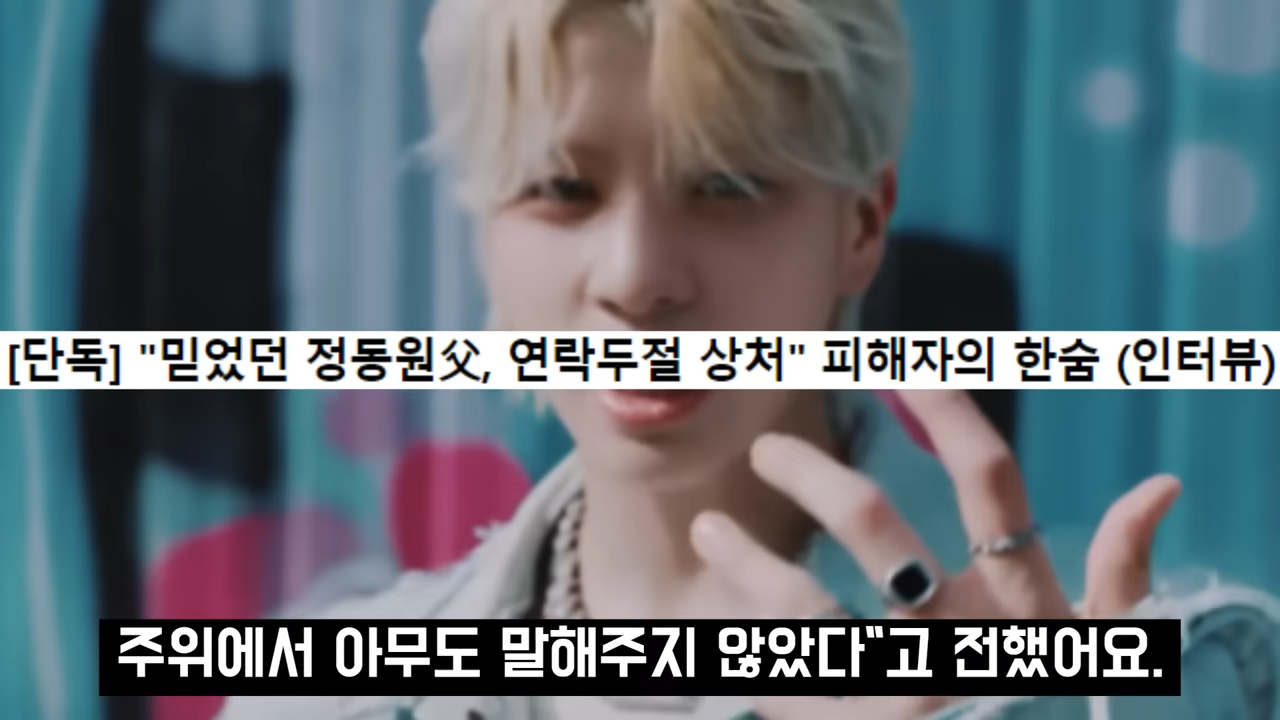 [단독] "믿었던 정동원父, 연락두절 상처" 피해자의 한숨 (인터뷰)
주위에서 아무도 말해주지 않았다"고 전했어요.